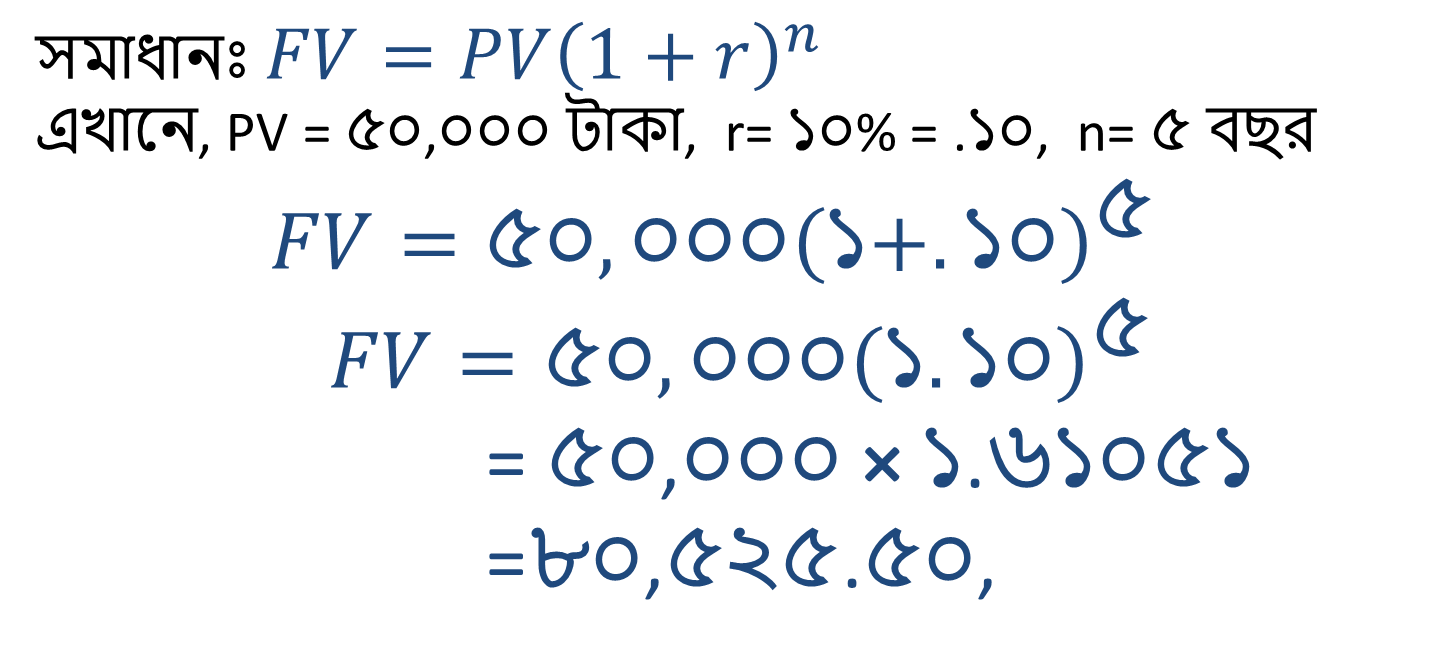 সমাধানঃ FV = PV(1 + r)ⁿ
এখানে, PV = ৫০,০০০ টাকা, r= ১০% = .১০, n= ৫ বছর
FV = ৫০,০০০(১+.১০)^৫
FV = ৫০,০০০(১.১০)^৫
= ৫০,০০০ × ১.৬১০৫১
=৮০,৫২৫.৫০,